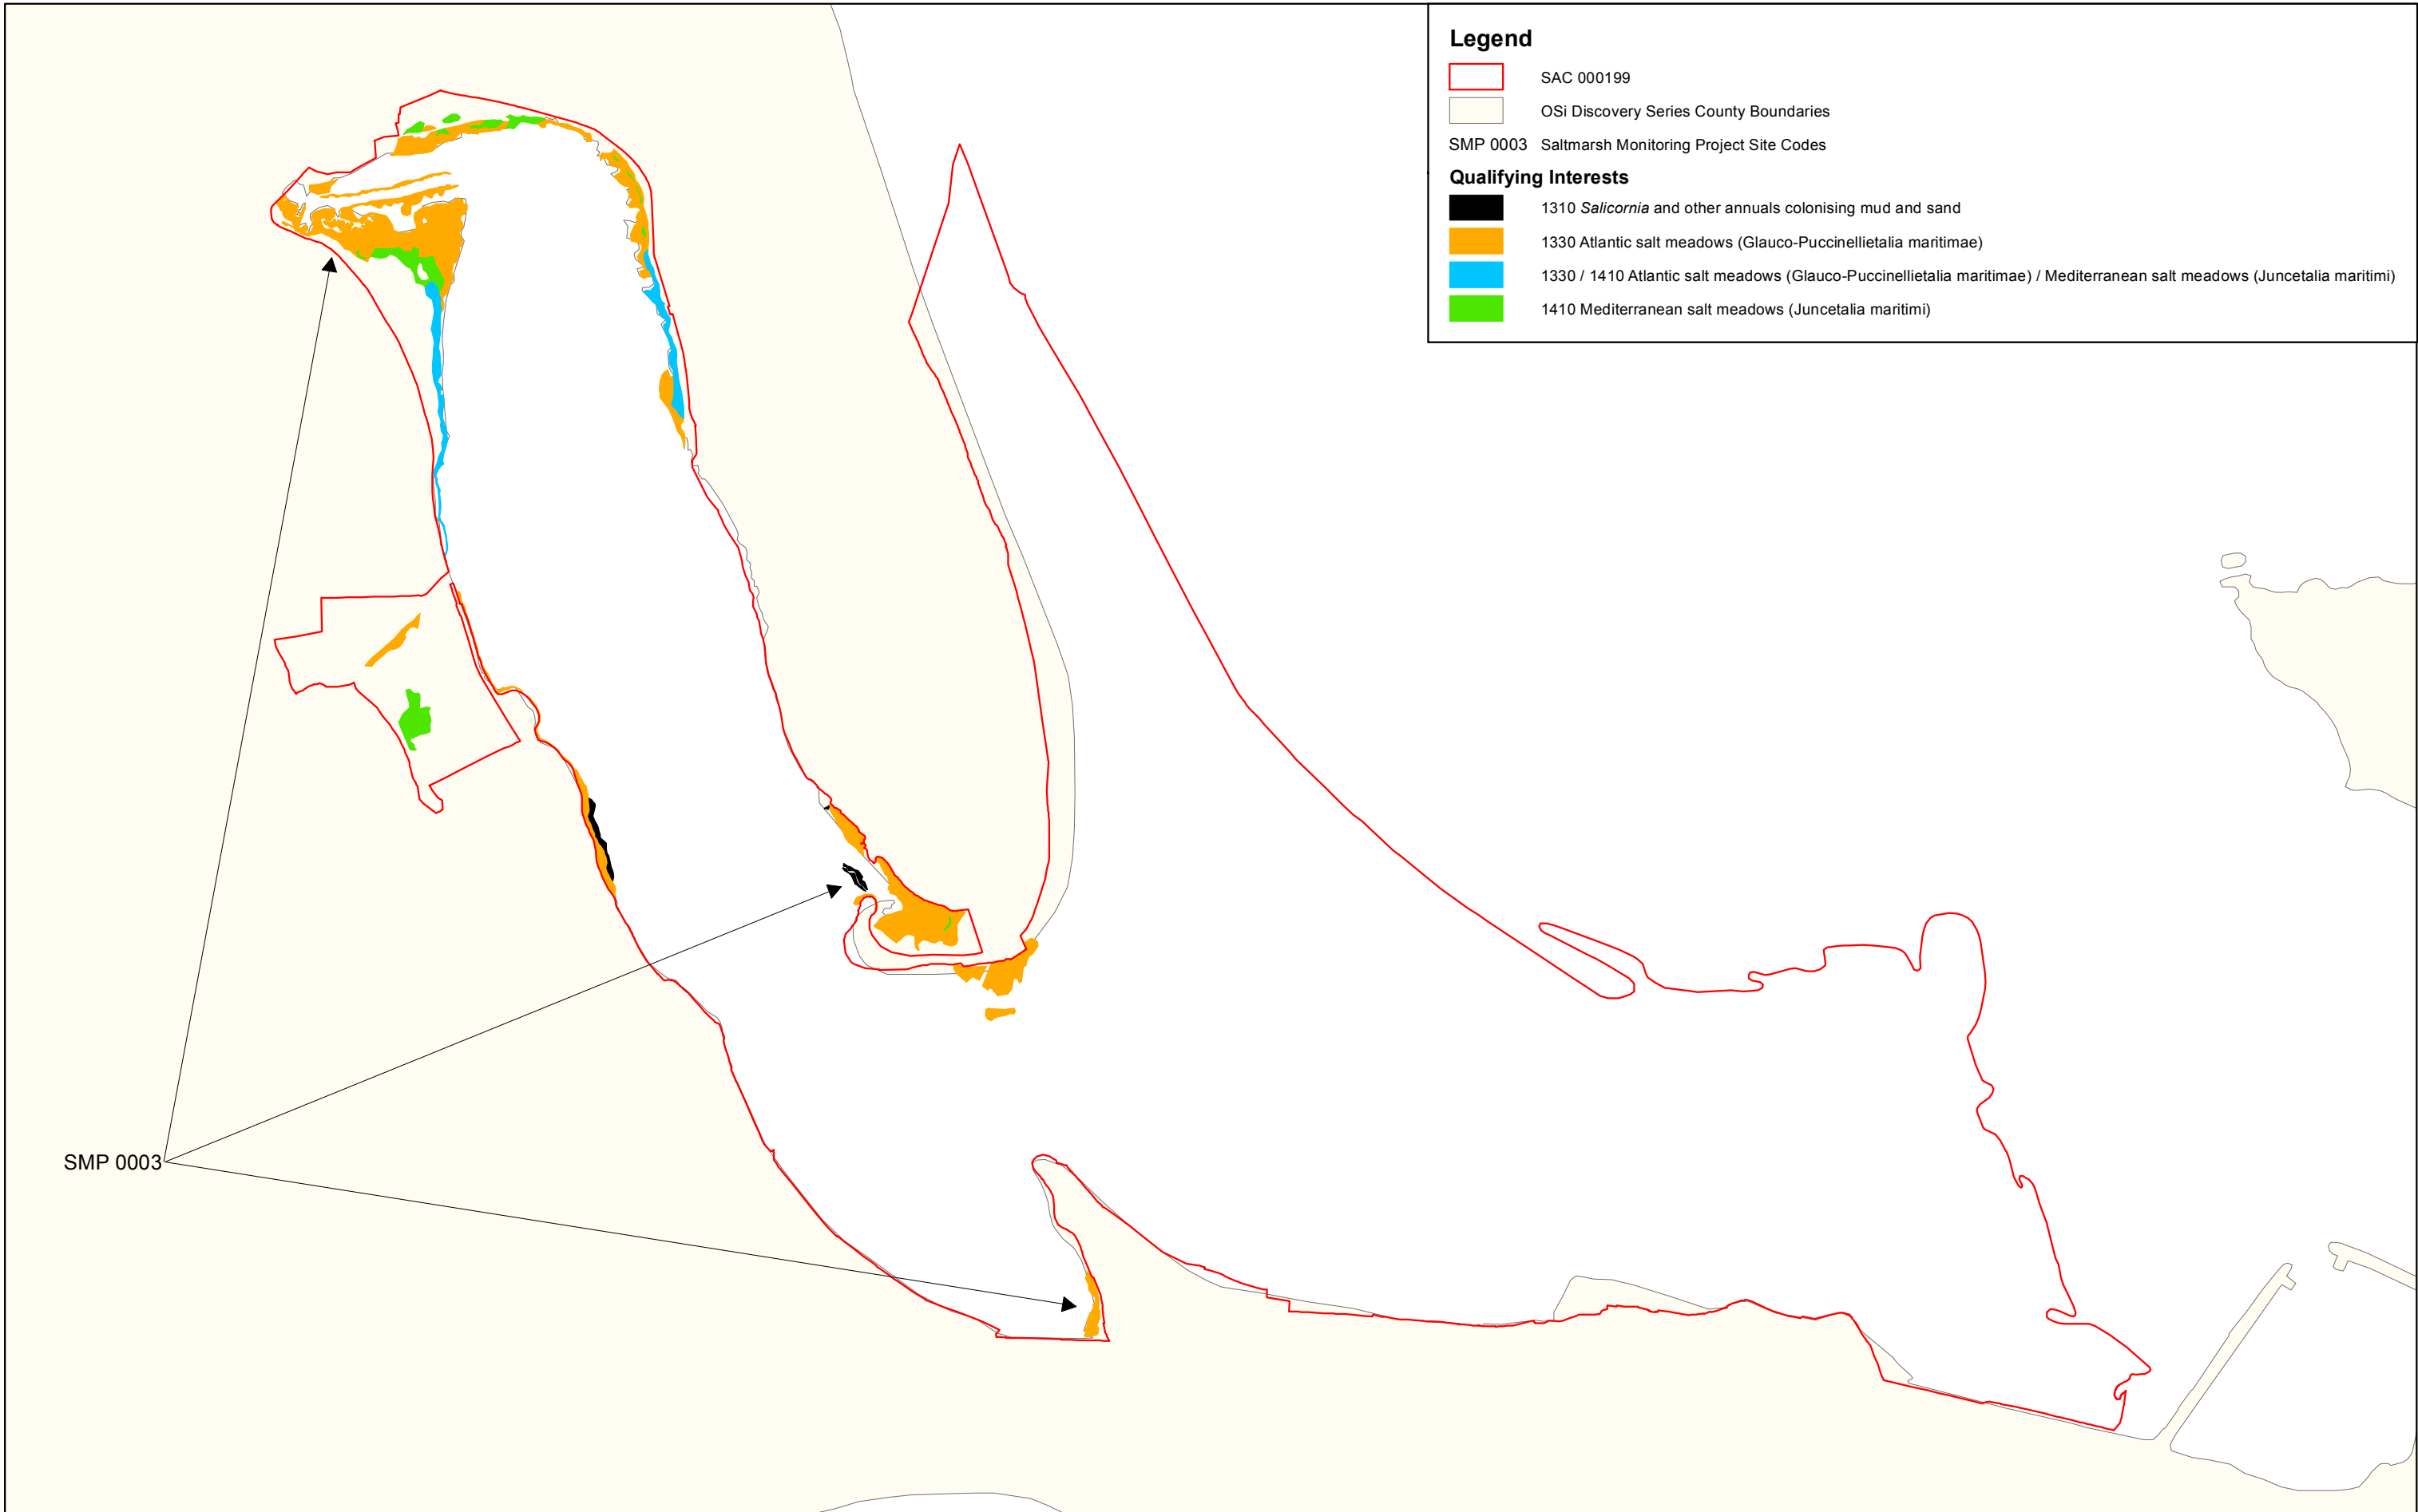 Legend
SAC 000199
OSi Discovery Series County Boundaries
SMP 0003 Saltmarsh Monitoring Project Site Codes
Qualifying Interests
1310 Salicornia and other annuals colonising mud and sand
1330 Atlantic salt meadows (Glauco-Puccinellietalia maritimae)
1330 / 1410 Atlantic salt meadows (Glauco-Puccinellietalia maritimae) / Mediterranean salt meadows (Juncetalia maritimi)
1410 Mediterranean salt meadows (Juncetalia maritimi)
SMP 0003